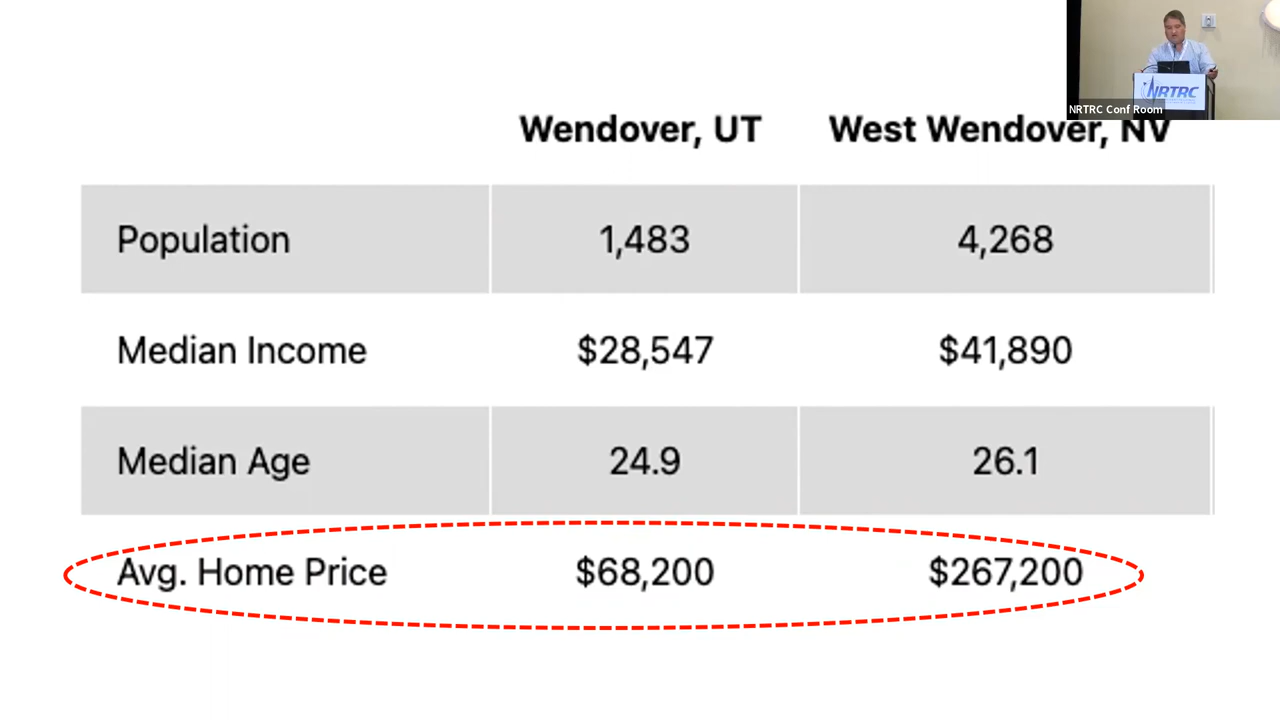 NRTRC
NRTRC Conf Room
Wendover, UT West Wendover, NV
Population 1,483 4,268
Median Income $28,547 $41,890
Median Age 24.9 26.1
Avg. Home Price $68,200 $267,200